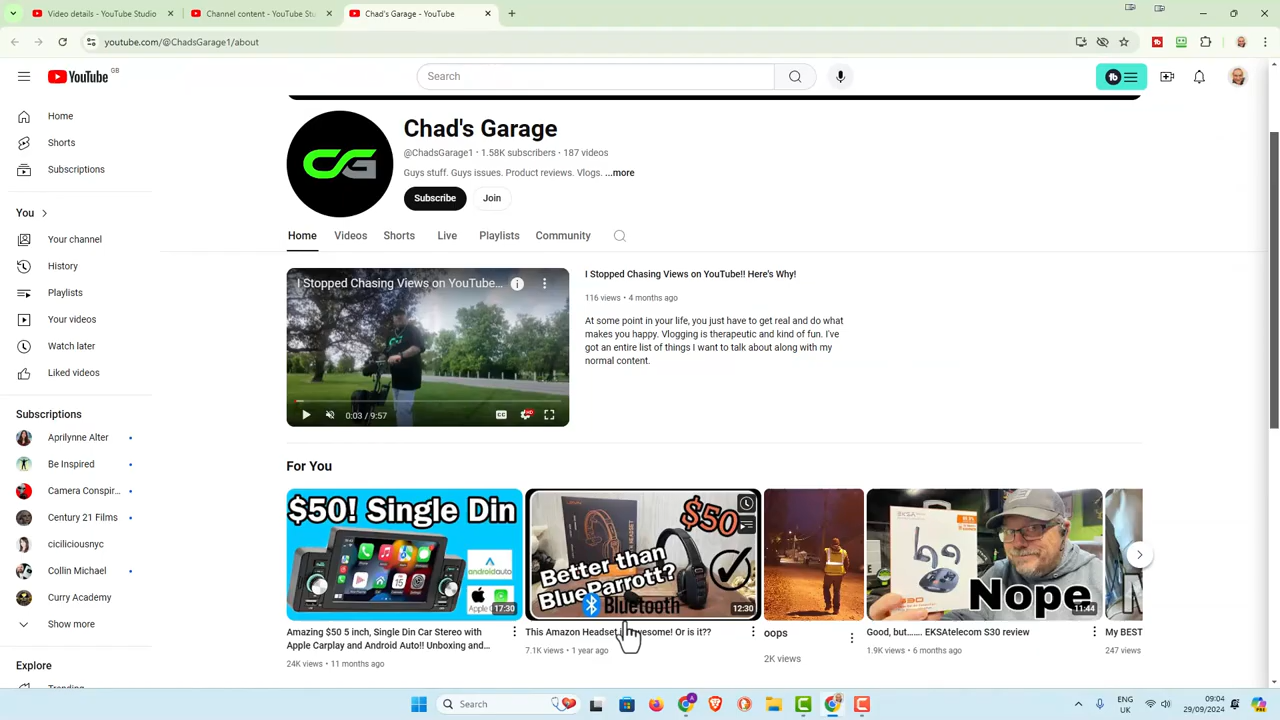 Video details - YouTube Studio
Channel content - YouTube Stu
Chad's Garage - YouTube
youtube.com/@ChadsGarage1/about
YouTube GB
Search
Home
Shorts
Subscriptions
You
Your channel
History
Playlists
Your videos
Watch later
Liked videos
Subscriptions
Aprilynne Alter
Be Inspired
Camera Conspir...
Century 21 Films
ciciliciousnyc
Collin Michael
Curry Academy
Show more
Explore
Trending
CG
Chad's Garage
@ChadsGarage1 · 1.58K subscribers · 187 videos
Guys stuff. Guys issues. Product reviews. Vlogs. ...more
Subscribe Join
Home Videos Shorts Live Playlists Community
I Stopped Chasing Views on YouTube...
0:03 / 9:57
I Stopped Chasing Views on YouTube!! Here's Why!
116 views • 4 months ago
At some point in your life, you just have to get real and do what
makes you happy. Vlogging is therapeutic and kind of fun. I've
got an entire list of things I want to talk about along with my
normal content.
For You
$50! Single Din
androidauto
17:30
Amazing $50 5 inch, Single Din Car Stereo with
Apple Carplay and Android Auto!! Unboxing and...
24K views • 11 months ago
$50
Better than
BlueParrott?
Bluetooth
12:30
This Amazon Headset is Awesome! Or is it??
7.1K views • 1 year ago
oops
2K views
EKSA
Nope
11:44
Good, but....... EKSAtelecom S30 review
1.9K views • 6 months ago
My BEST
247 views
Search
ENG
UK
09:04
29/09/2024